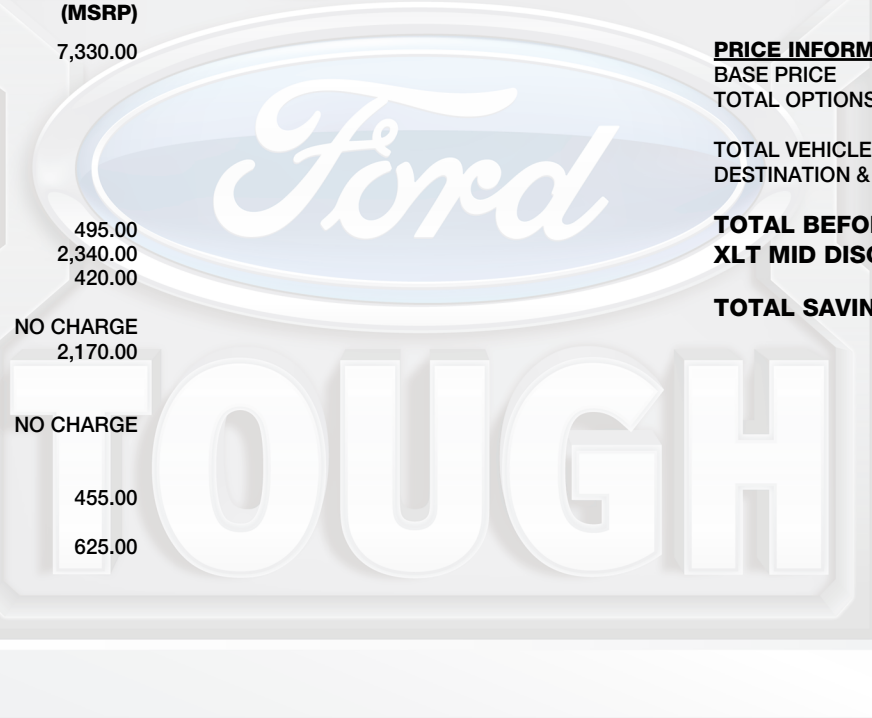 (MSRP)
7,330.00
495.00
2,340.00
420.00
NO CHARGE
2,170.00
NO CHARGE
455.00
625.00
PRICE INFORM
BASE PRICE
TOTAL OPTIONS
TOTAL VEHICLE
DESTINATION &
TOTAL BEFO
XLT MID DISC
TOTAL SAVIN
Ford
TOUGH